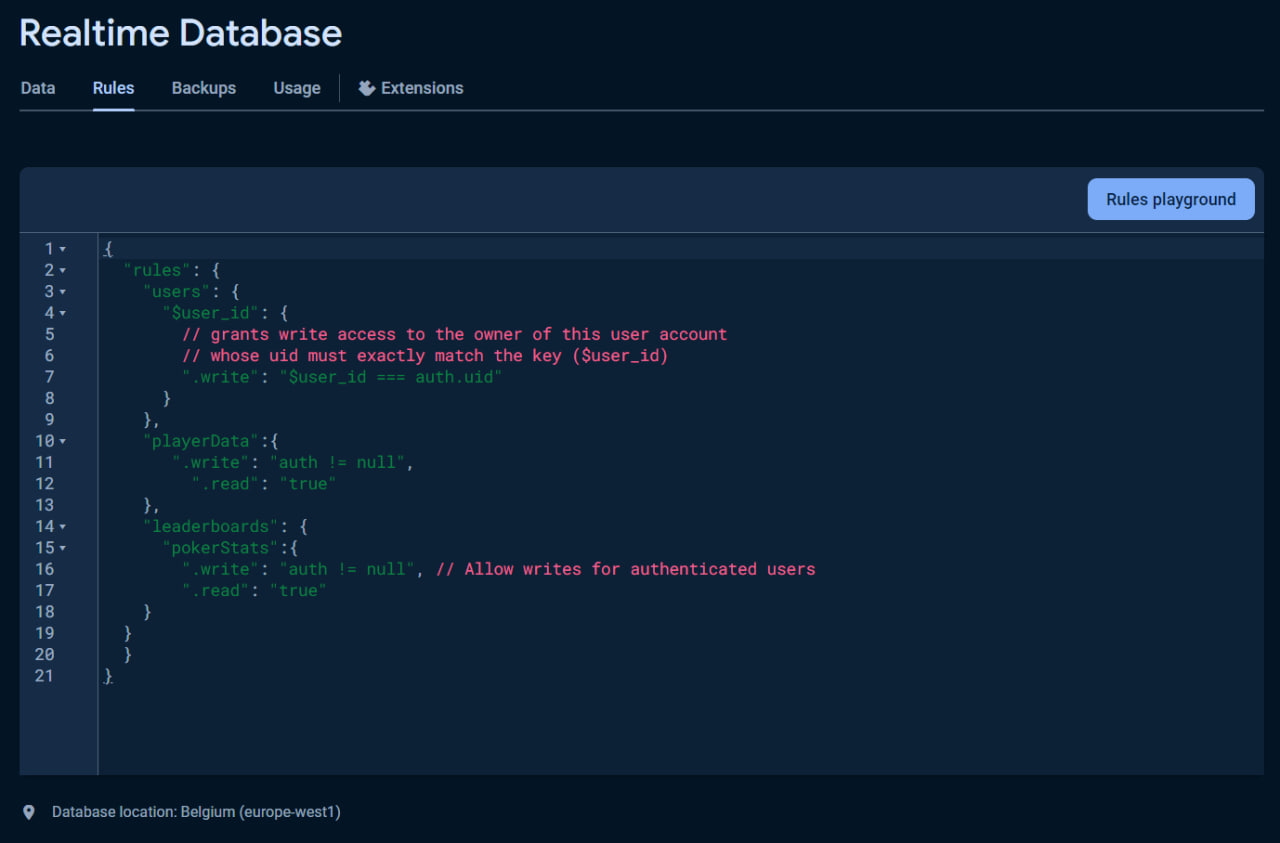 Realtime Database
Data Rules Backups Usage Extensions
Rules playground
1 {
2 "rules": {
3 "users": {
4 "$user_id": {
5 // grants write access to the owner of this user account
6 // whose uid must exactly match the key ($user_id)
7 ".write": "$user_id === auth.uid"
8 }
9 },
10 "playerData":{
11 ".write": "auth != null",
12 ".read": "true"
13 },
14 "leaderboards": {
15 "pokerStats":{
16 ".write": "auth != null", // Allow writes for authenticated users
17 ".read": "true"
18 }
19 }
20 }
21 }
Database location: Belgium (europe-west1)